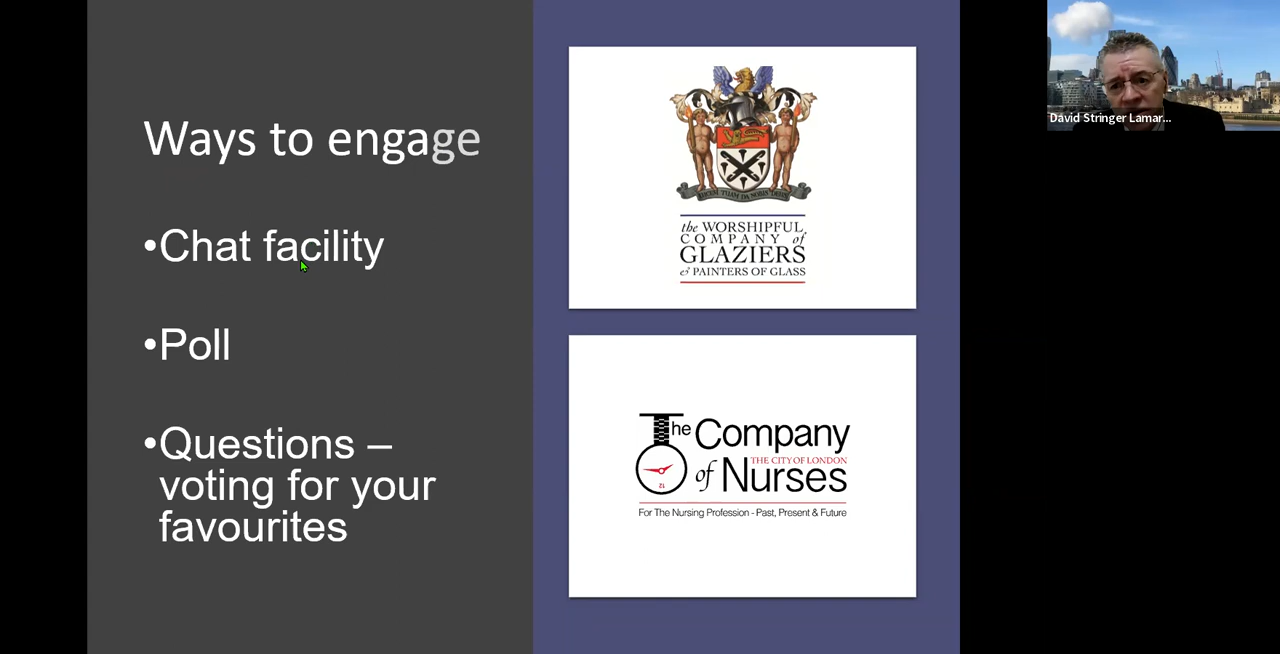 Ways to engage
•Chat facility
•Poll
•Questions –
voting for your
favourites
the WORSHIPFUL
COMPANY of
GLAZIERS
& PAINTERS OF GLASS
The Company
THE CITY OF LONDON
of Nurses
12
For The Nursing Profession - Past, Present & Future
David Stringer Lamar...